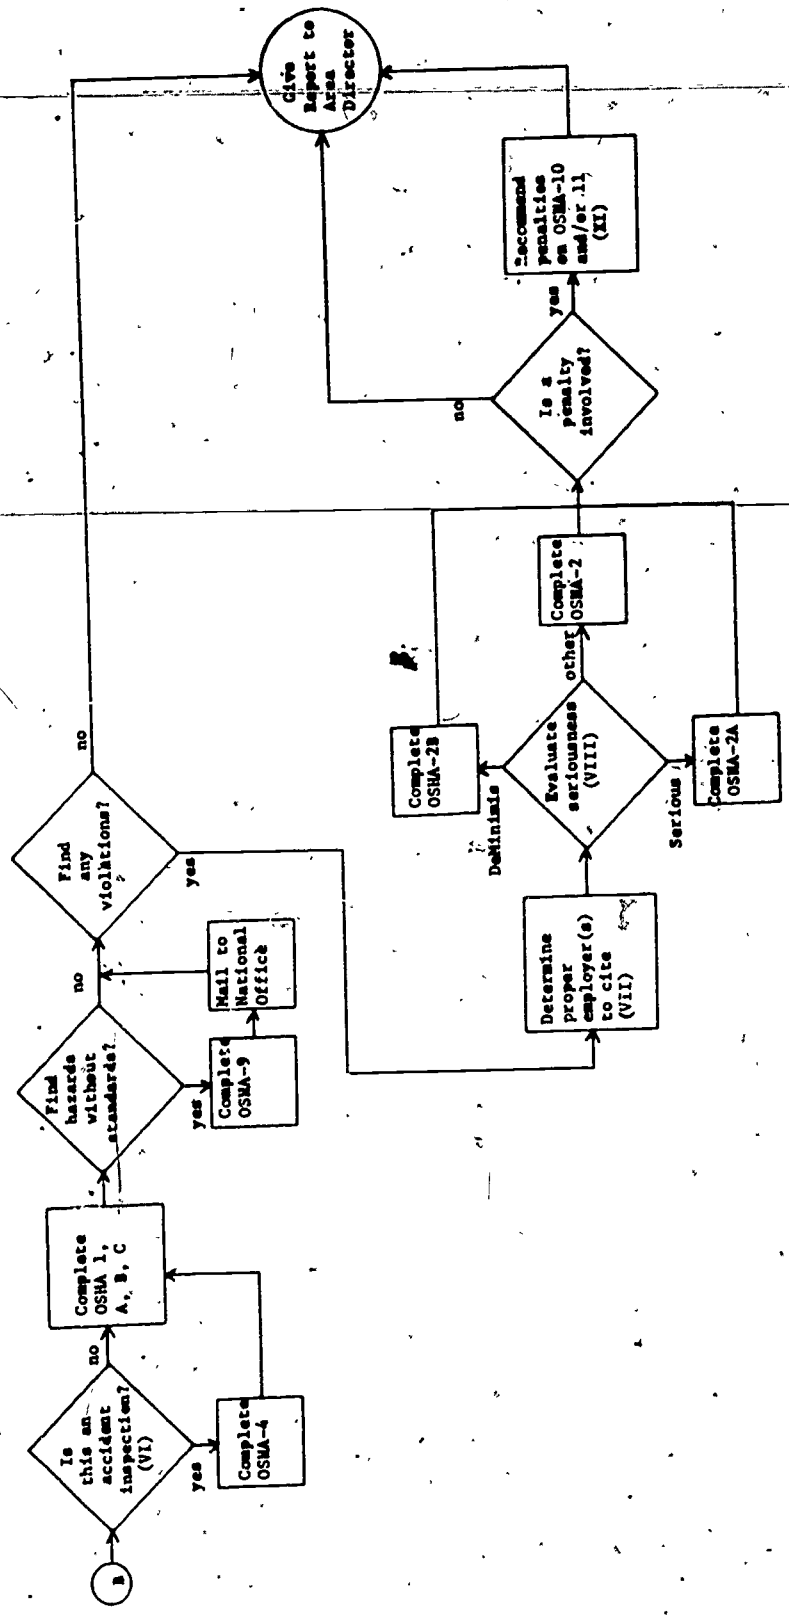 B
Is
this an
accident
inspection?
(VI)
yes
no
Complete
OSHA-4
Complete
OSHA 1,
A, B, C
Find
hazards
without
standards?
yes
no
Complete
OSHA-9
Mail to
National
Office
Find
any
violations?
yes
no
Determine
proper
employer(s)
to cite
(VII)
Evaluate
seriousness
(VIII)
DeMinimis
other
Serious
Complete
OSHA-2B
Complete
OSHA-2
Complete
OSHA-2A
Is a
penalty
involved?
no
yes
Recommend
penalties
on OSHA-10
and/or 11
(XI)
Give
Report to
Area
Director